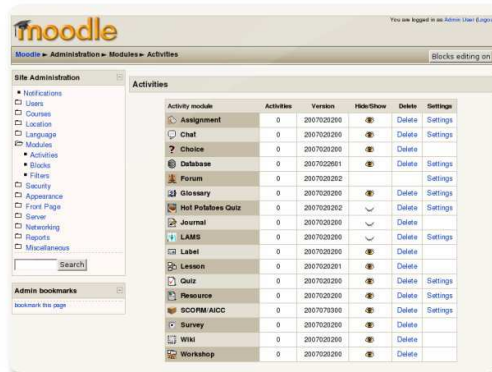 moodle
You are logged in as Admin User (Logo
Moodle ► Administration ► Modules ► Activities
Blocks editing on
Site Administration
Notifications
Users
Courses
Location
Language
Modules
Activities
Blocks
Filters
Security
Appearance
Front Page
Server
Networking
Reports
Miscellaneous
Search
Admin bookmarks
bookmark this page
Activities
Activity module Activities Version Hide/Show Delete Settings
Assignment 0 2007020200 Delete Settings
Chat 0 2007020200 Delete Settings
Choice 0 2007020200 Delete
Database 0 2007022601 Delete Settings
Forum 0 2007020202 Settings
Glossary 0 2007020200 Delete Settings
Hot Potatoes Quiz 0 2007020202 Delete Settings
Journal 0 2007020200 Delete
LAMS 0 2007020200 Delete Settings
Label 0 2007020200 Delete
Lesson 0 2007020201 Delete
Quiz 0 2007020200 Delete Settings
Resource 0 2007020200 Delete Settings
SCORM/AICC 0 2007070300 Delete Settings
Survey 0 2007020200 Delete
Wiki 0 2007020200 Delete
Workshop 0 2007020200 Delete